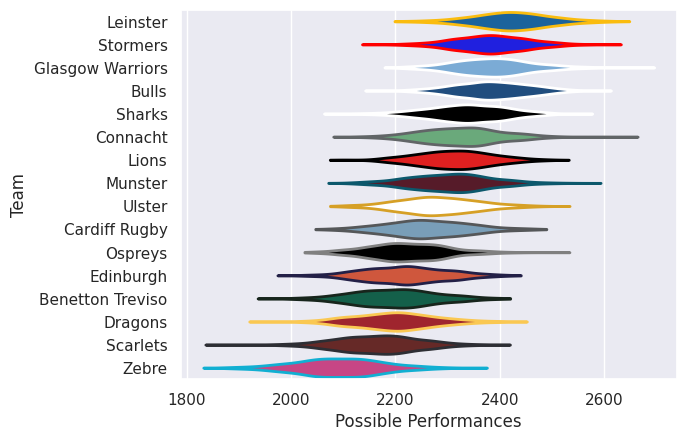 Leinster
Stormers
Glasgow Warriors
Bulls
Sharks
Connacht
Lions
Munster
Ulster
Cardiff Rugby
Ospreys
Edinburgh
Benetton Treviso
Dragons
Scarlets
Zebre
Team
1800 2000 2200 2400 2600
Possible Performances